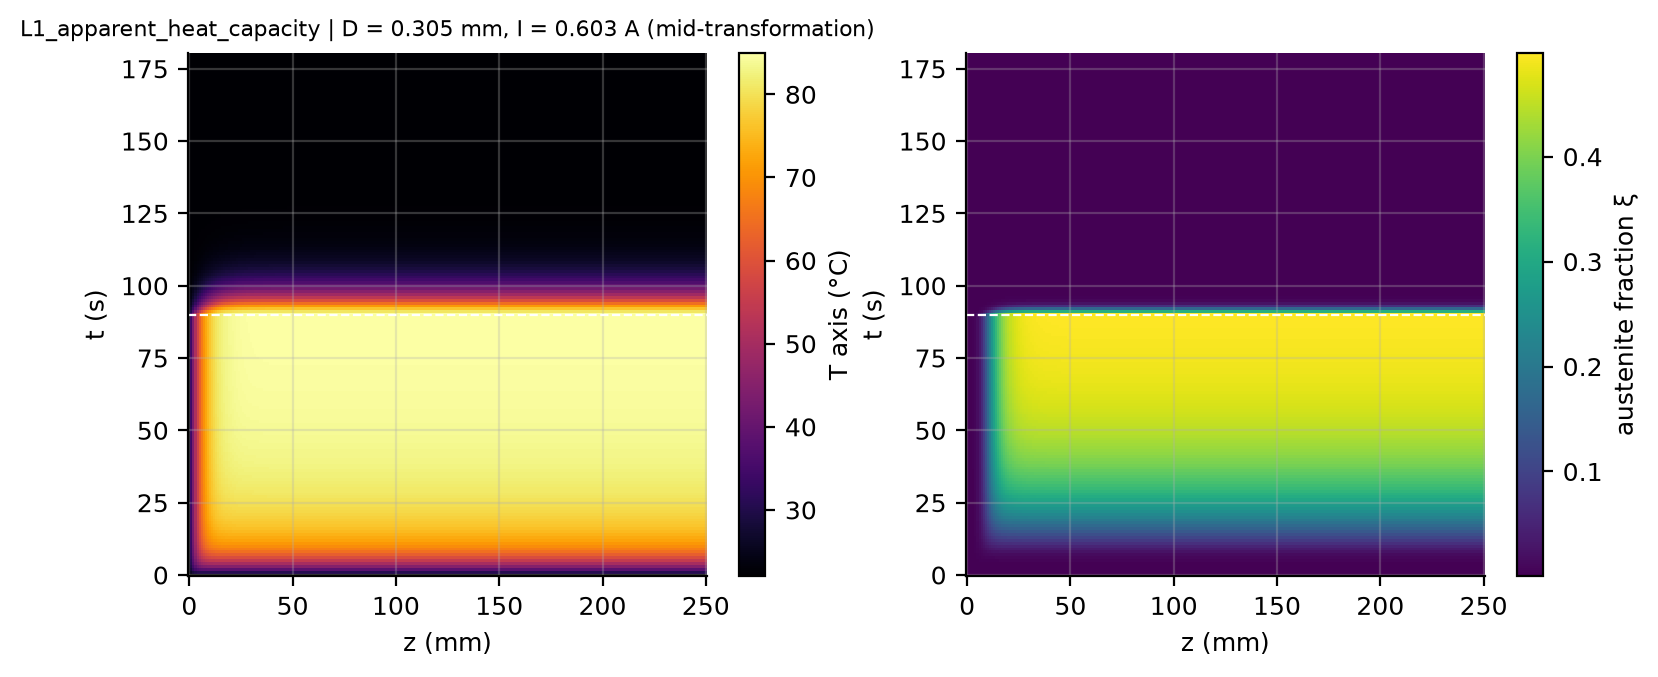 L1_apparent_heat_capacity | D = 0.305 mm, I = 0.603 A (mid-transformation)
175
150
125
100
75
50
25
0
t (s)
0 50 100 150 200 250
z (mm)
80
70
60
50
40
30
T axis (°C)
175
150
125
100
75
50
25
0
t (s)
0 50 100 150 200 250
z (mm)
0.4
0.3
0.2
0.1
austenite fraction ξ